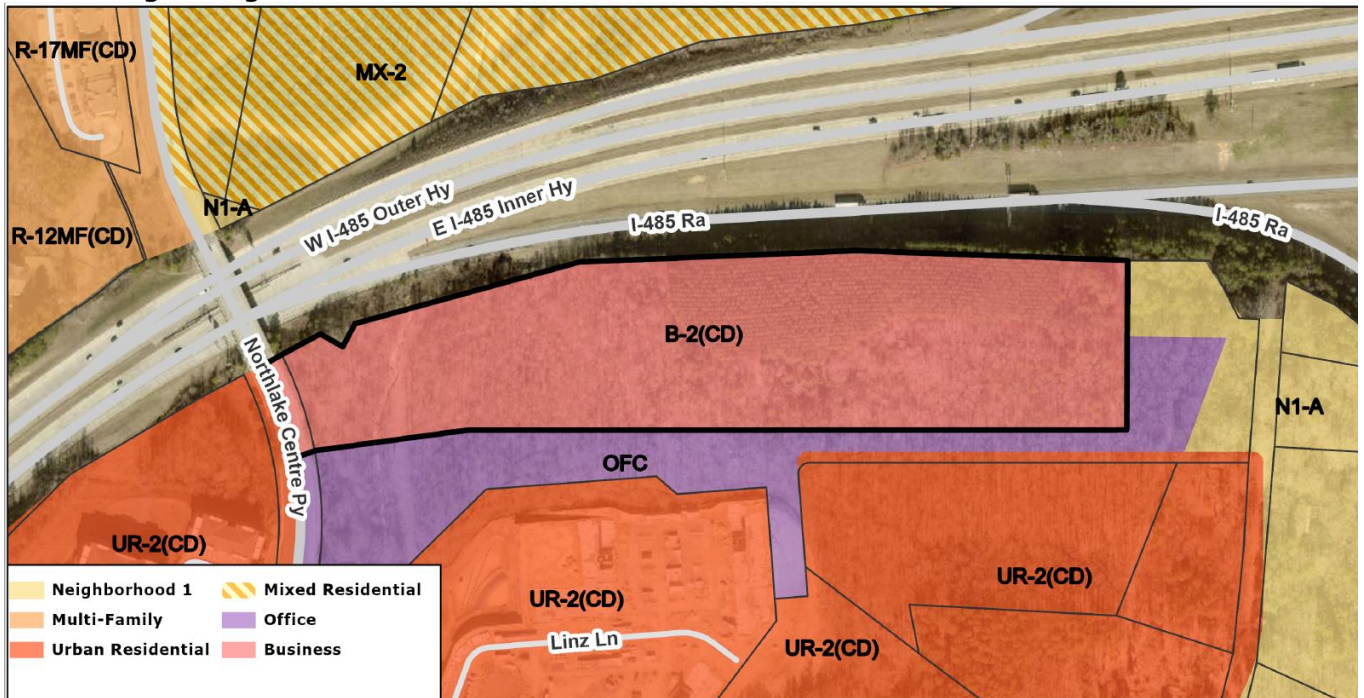 R-17MF(CD)
MX-2
N1-A
R-12MF(CD)
W I-485 Outer Hy
E I-485 Inner Hy
I-485 Ra
I-485 Ra
B-2(CD)
Northlake Centre Py
N1-A
OFC
UR-2(CD)
UR-2(CD)
UR-2(CD)
UR-2(CD)
Linz Ln
Neighborhood 1
Mixed Residential
Multi-Family
Office
Urban Residential
Business